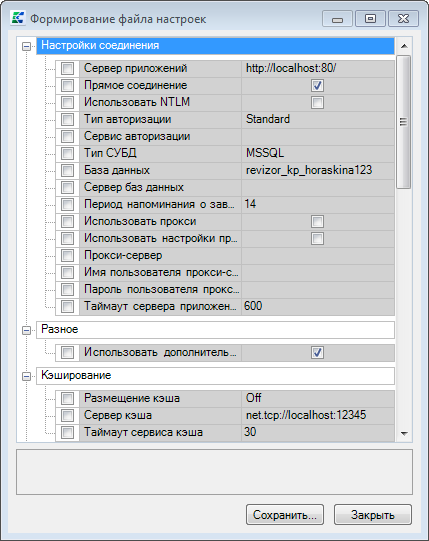 Формирование файла настроек
Настройки соединения
Сервер приложений http://localhost:80/
Прямое соединение
Использовать NTLM
Тип авторизации Standard
Сервис авторизации
Тип СУБД MSSQL
База данных revizor_kp_horaskina123
Сервер баз данных
Период напоминания о зав... 14
Использовать прокси
Использовать настройки пр...
Прокси-сервер
Имя пользователя прокси-с...
Пароль пользователя прокс...
Таймаут сервера приложен... 600
Разное
Использовать дополнитель...
Кэширование
Размещение кэша Off
Сервер кэша net.tcp://localhost:12345
Таймаут сервиса кэша 30
Сохранить... Закрыть